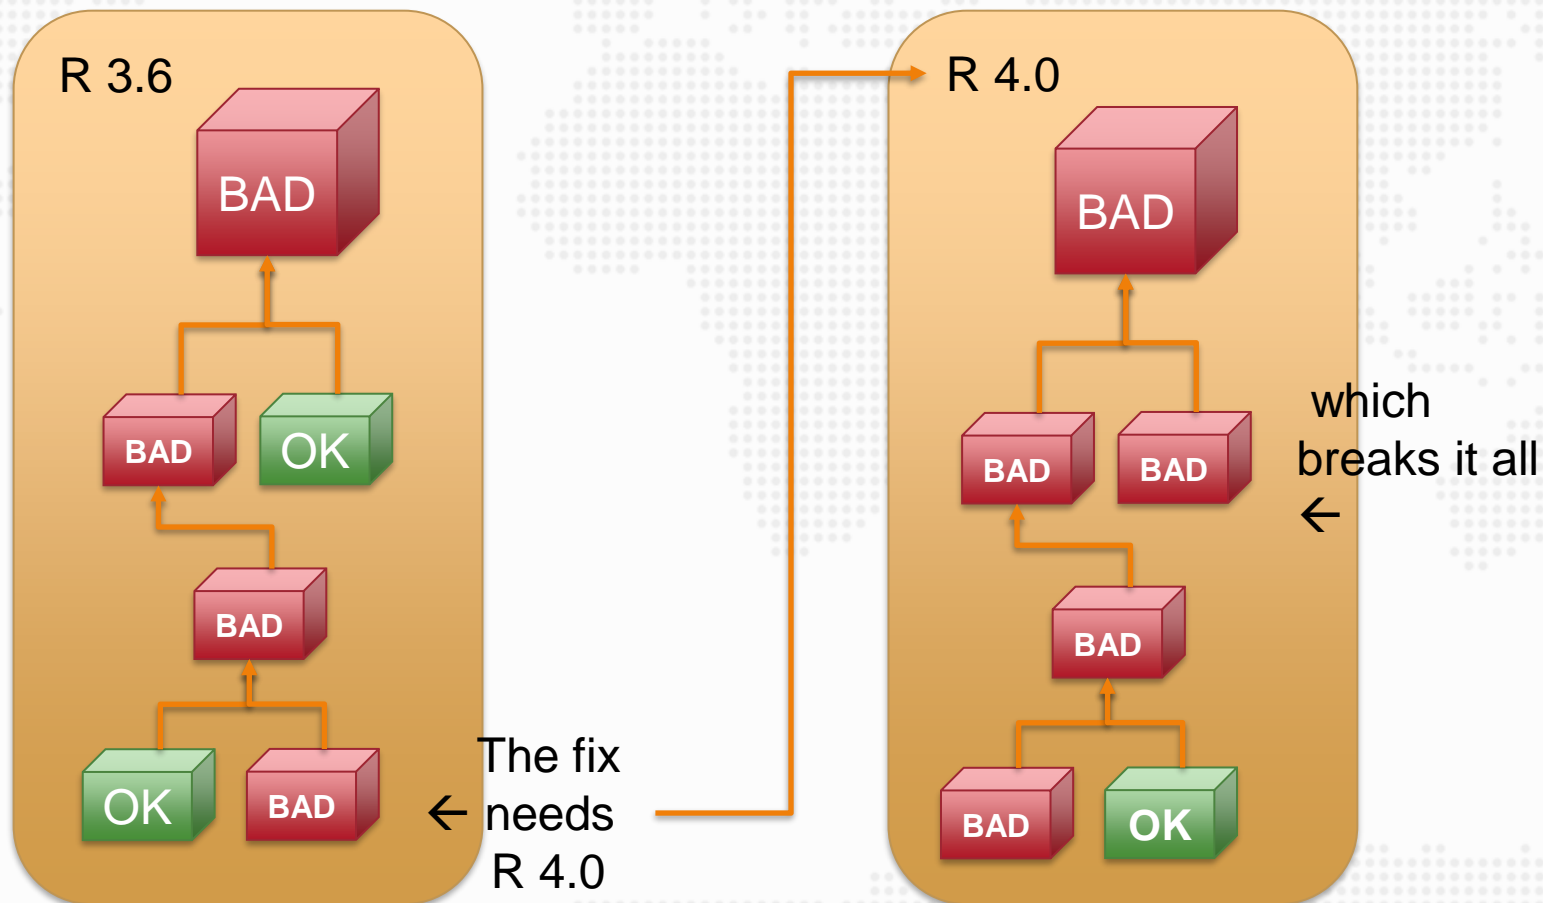 R 3.6
BAD
BAD
OK
BAD
OK
BAD
← The fix
needs
R 4.0
R 4.0
BAD
BAD
BAD
BAD
BAD
OK
which
breaks it all
←